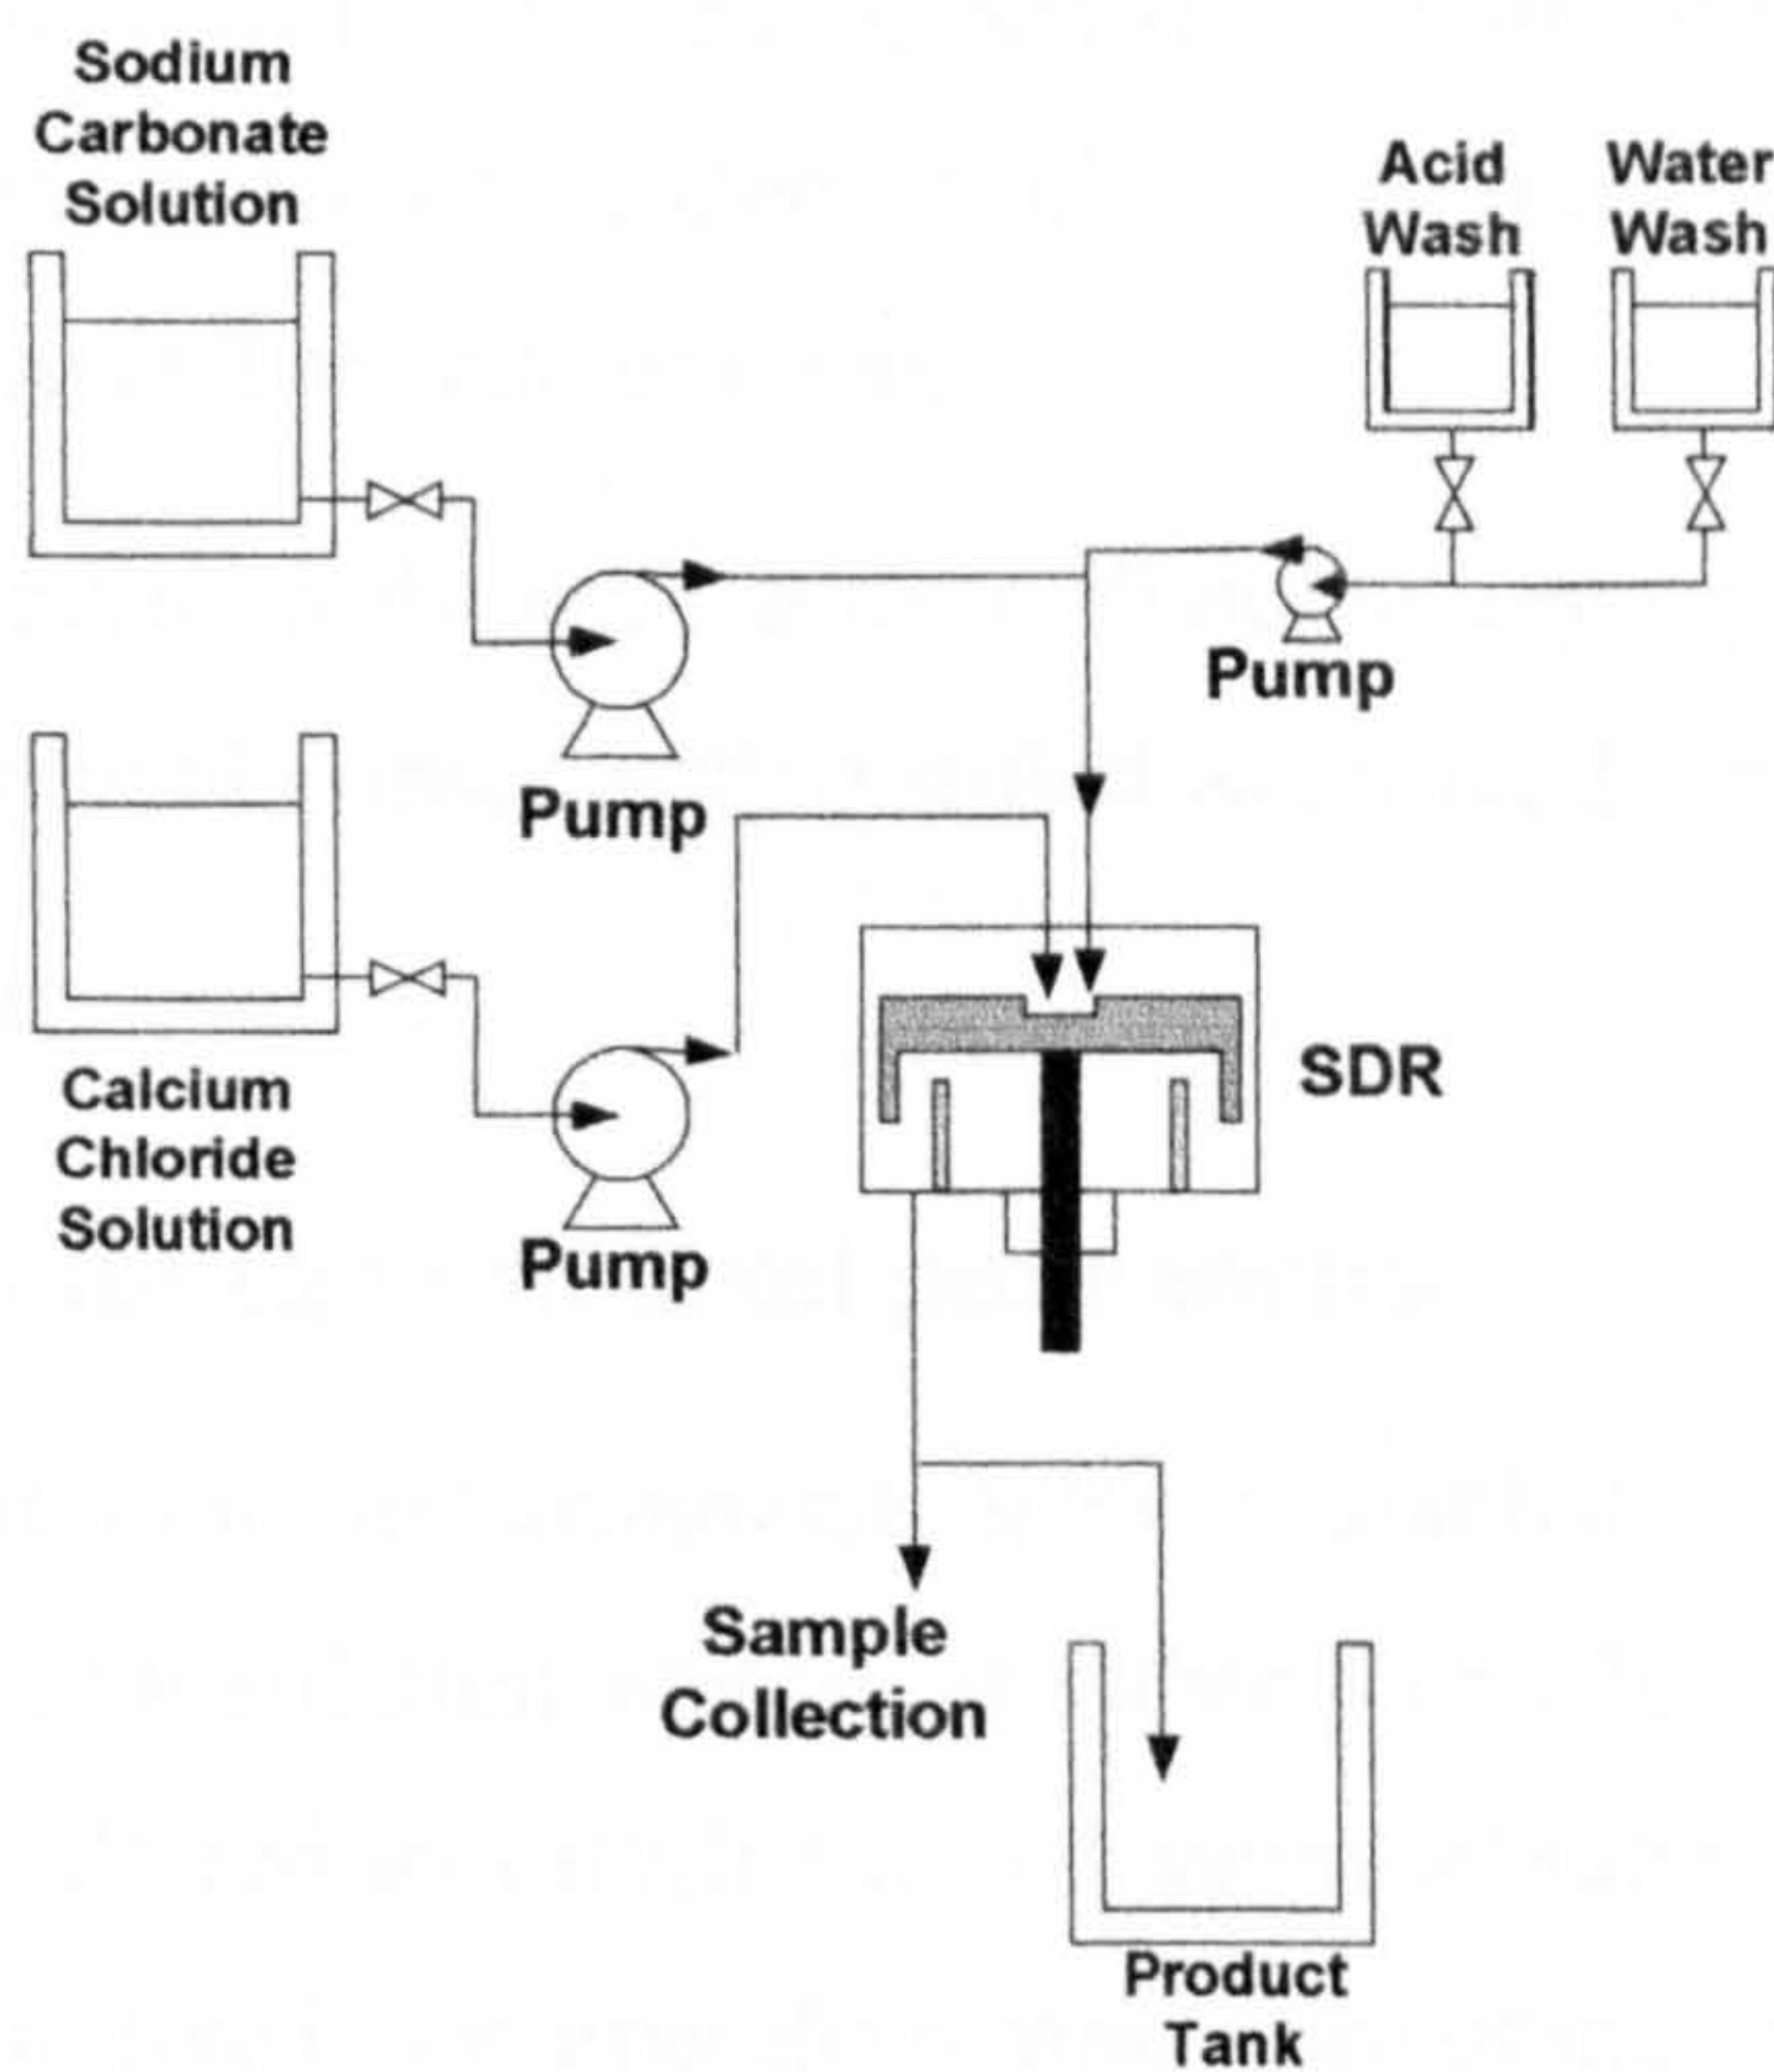 Sodium
Carbonate
Solution
Acid
Wash
Water
Wash
Pump
Pump
Calcium
Chloride
Solution
Pump
SDR
Sample
Collection
Product
Tank